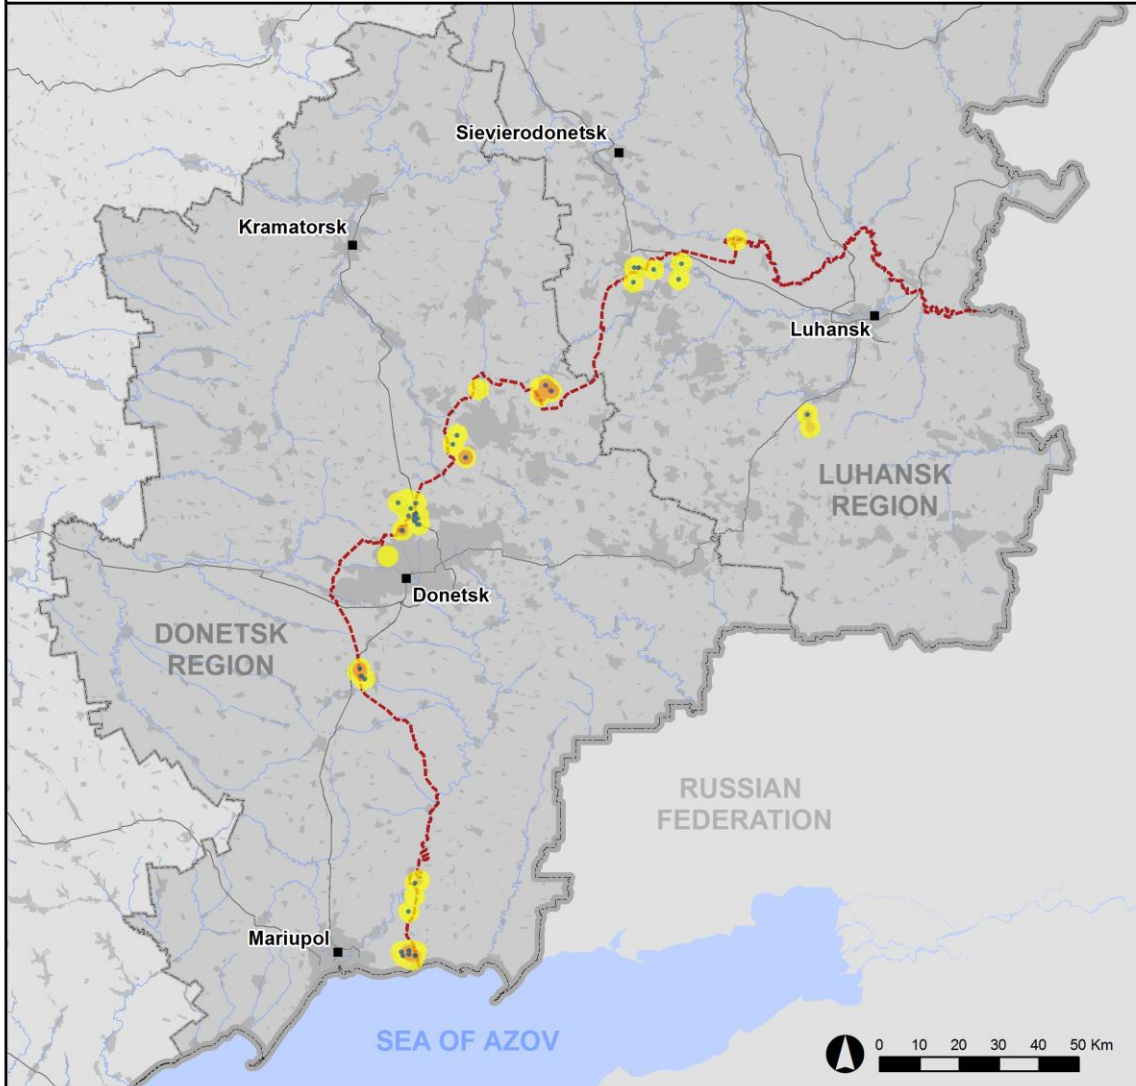 Sievierodonetsk
Kramatorsk
Luhansk
LUHANSK
REGION
Donetsk
DONETSK
REGION
RUSSIAN
FEDERATION
Mariupol
SEA OF AZOV
0 10 20 30 40 50 Km